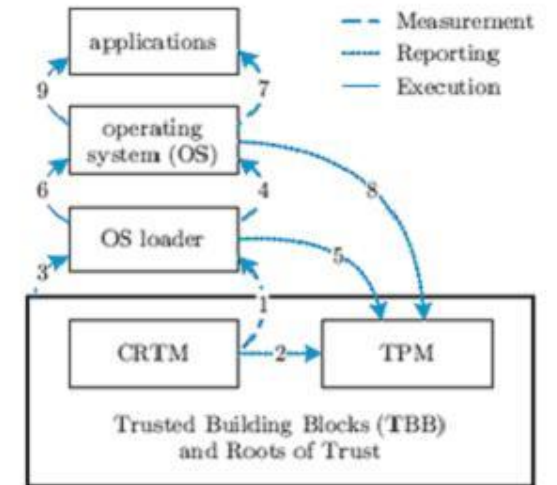 applications
Measurement
Reporting
Execution
9
7
operating
system (OS)
6
4
8
OS loader
5
3
1
CRTM
2
TPM
Trusted Building Blocks (TBB)
and Roots of Trust